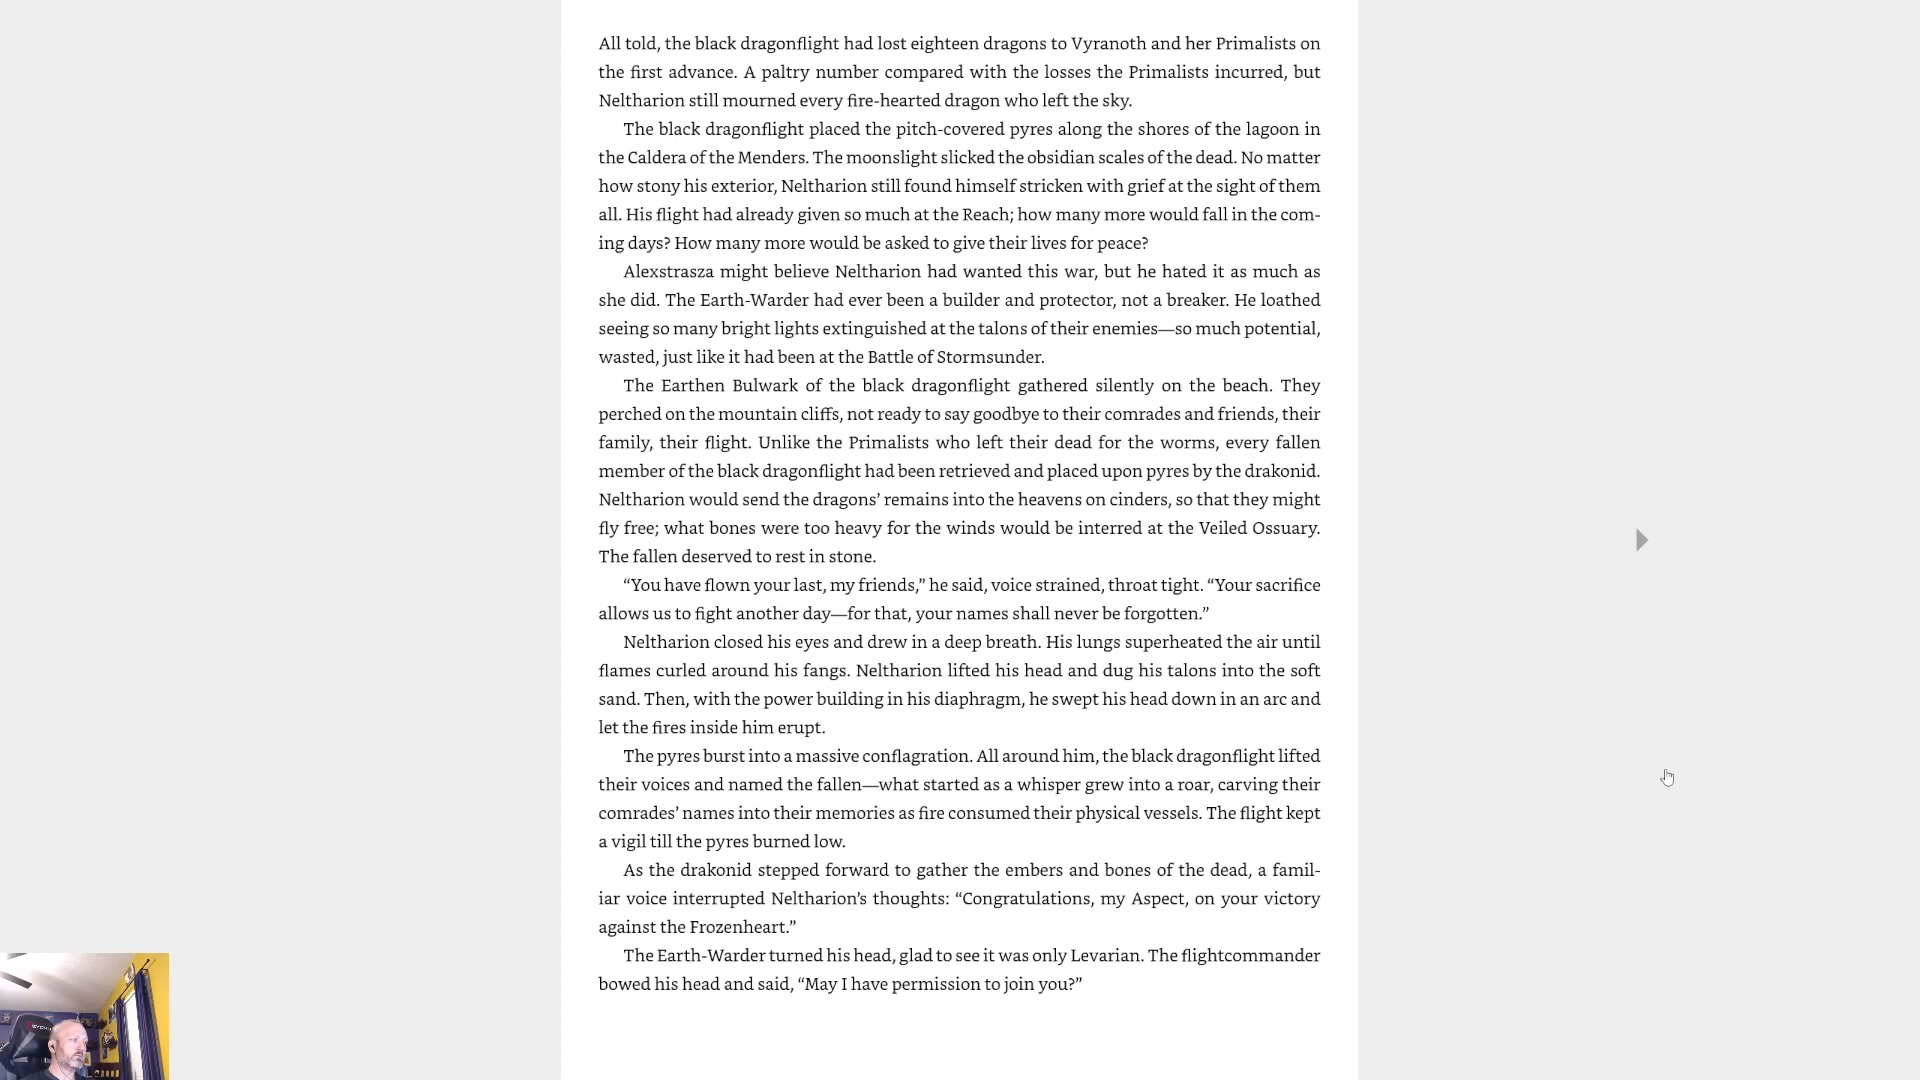 All told, the black dragonflight had lost eighteen dragons to Vyranoth and her Primalists on
the first advance. A paltry number compared with the losses the Primalists incurred, but
Neltharion still mourned every fire-hearted dragon who left the sky.
The black dragonflight placed the pitch-covered pyres along the shores of the lagoon in
the Caldera of the Menders. The moonslight slicked the obsidian scales of the dead. No matter
how stony his exterior, Neltharion still found himself stricken with grief at the sight of them
all. His flight had already given so much at the Reach; how many more would fall in the com-
ing days? How many more would be asked to give their lives for peace?
Alexstrasza might believe Neltharion had wanted this war, but he hated it as much as
she did. The Earth-Warder had ever been a builder and protector, not a breaker. He loathed
seeing so many bright lights extinguished at the talons of their enemies—so much potential,
wasted, just like it had been at the Battle of Stormsunder.
The Earthen Bulwark of the black dragonflight gathered silently on the beach. They
perched on the mountain cliffs, not ready to say goodbye to their comrades and friends, their
family, their flight. Unlike the Primalists who left their dead for the worms, every fallen
member of the black dragonflight had been retrieved and placed upon pyres by the drakonid.
Neltharion would send the dragons’ remains into the heavens on cinders, so that they might
fly free; what bones were too heavy for the winds would be interred at the Veiled Ossuary.
The fallen deserved to rest in stone.
“You have flown your last, my friends,” he said, voice strained, throat tight. “Your sacrifice
allows us to fight another day—for that, your names shall never be forgotten.”
Neltharion closed his eyes and drew in a deep breath. His lungs superheated the air until
flames curled around his fangs. Neltharion lifted his head and dug his talons into the soft
sand. Then, with the power building in his diaphragm, he swept his head down in an arc and
let the fires inside him erupt.
The pyres burst into a massive conflagration. All around him, the black dragonflight lifted
their voices and named the fallen—what started as a whisper grew into a roar, carving their
comrades’ names into their memories as fire consumed their physical vessels. The flight kept
a vigil till the pyres burned low.
As the drakonid stepped forward to gather the embers and bones of the dead, a famil-
iar voice interrupted Neltharion’s thoughts: “Congratulations, my Aspect, on your victory
against the Frozenheart.”
The Earth-Warder turned his head, glad to see it was only Levarian. The flightcommander
bowed his head and said, “May I have permission to join you?”